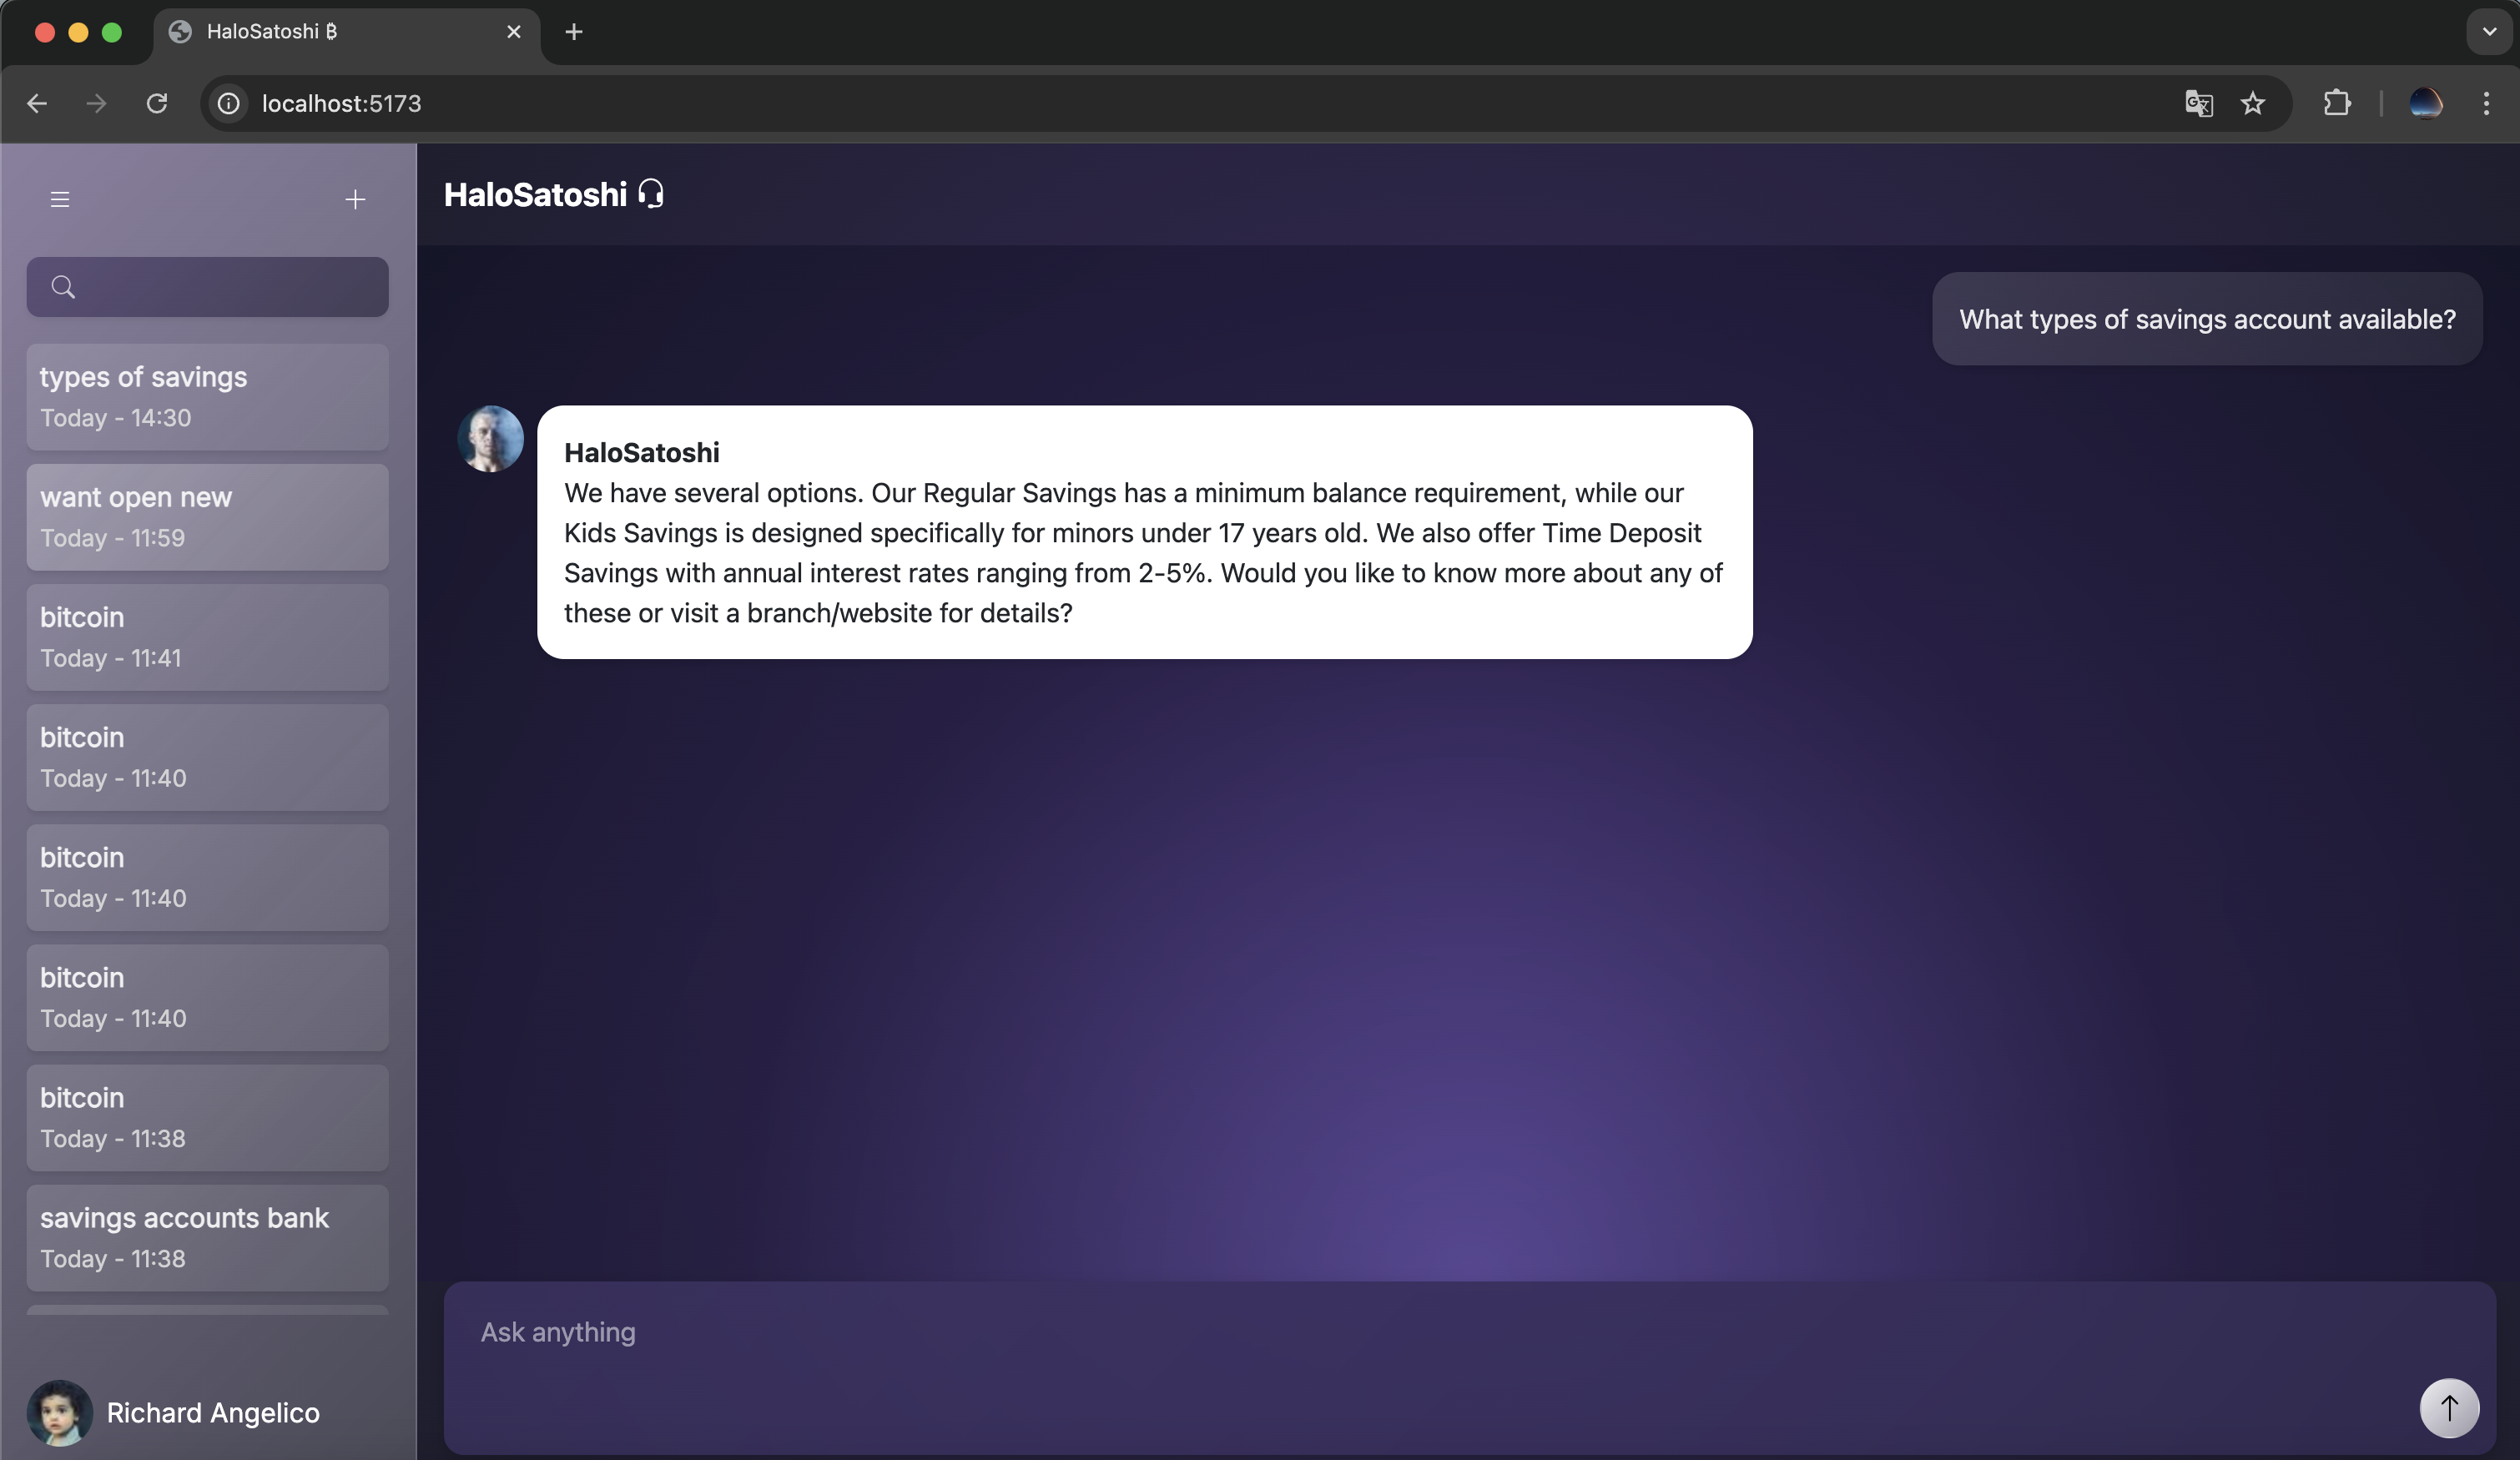 HaloSatoshi ₿
localhost:5173
HaloSatoshi
types of savings
Today - 14:30
want open new
Today - 11:59
bitcoin
Today - 11:41
bitcoin
Today - 11:40
bitcoin
Today - 11:40
bitcoin
Today - 11:40
bitcoin
Today - 11:38
savings accounts bank
Today - 11:38
Richard Angelico
What types of savings account available?
HaloSatoshi
We have several options. Our Regular Savings has a minimum balance requirement, while our
Kids Savings is designed specifically for minors under 17 years old. We also offer Time Deposit
Savings with annual interest rates ranging from 2-5%. Would you like to know more about any of
these or visit a branch/website for details?
Ask anything